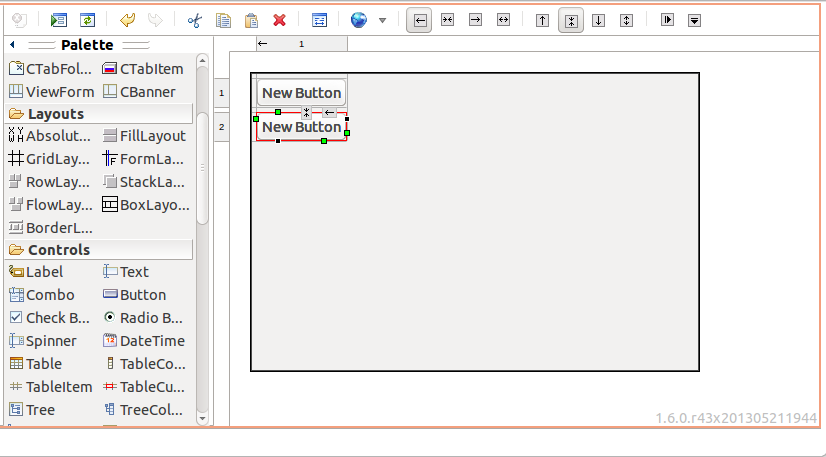 Palette
CTabFol... CTabItem
ViewForm CBanner
Layouts
Absolut... FillLayout
GridLay... FormLa...
RowLay... StackLa...
FlowLay... BoxLayo...
BorderL...
Controls
Label Text
Combo Button
Check B... Radio B...
Spinner DateTime
Table TableCo...
TableItem TableCu...
Tree TreeCol...
1
1
2
New Button
New Button
1.6.0.r43x201305211944